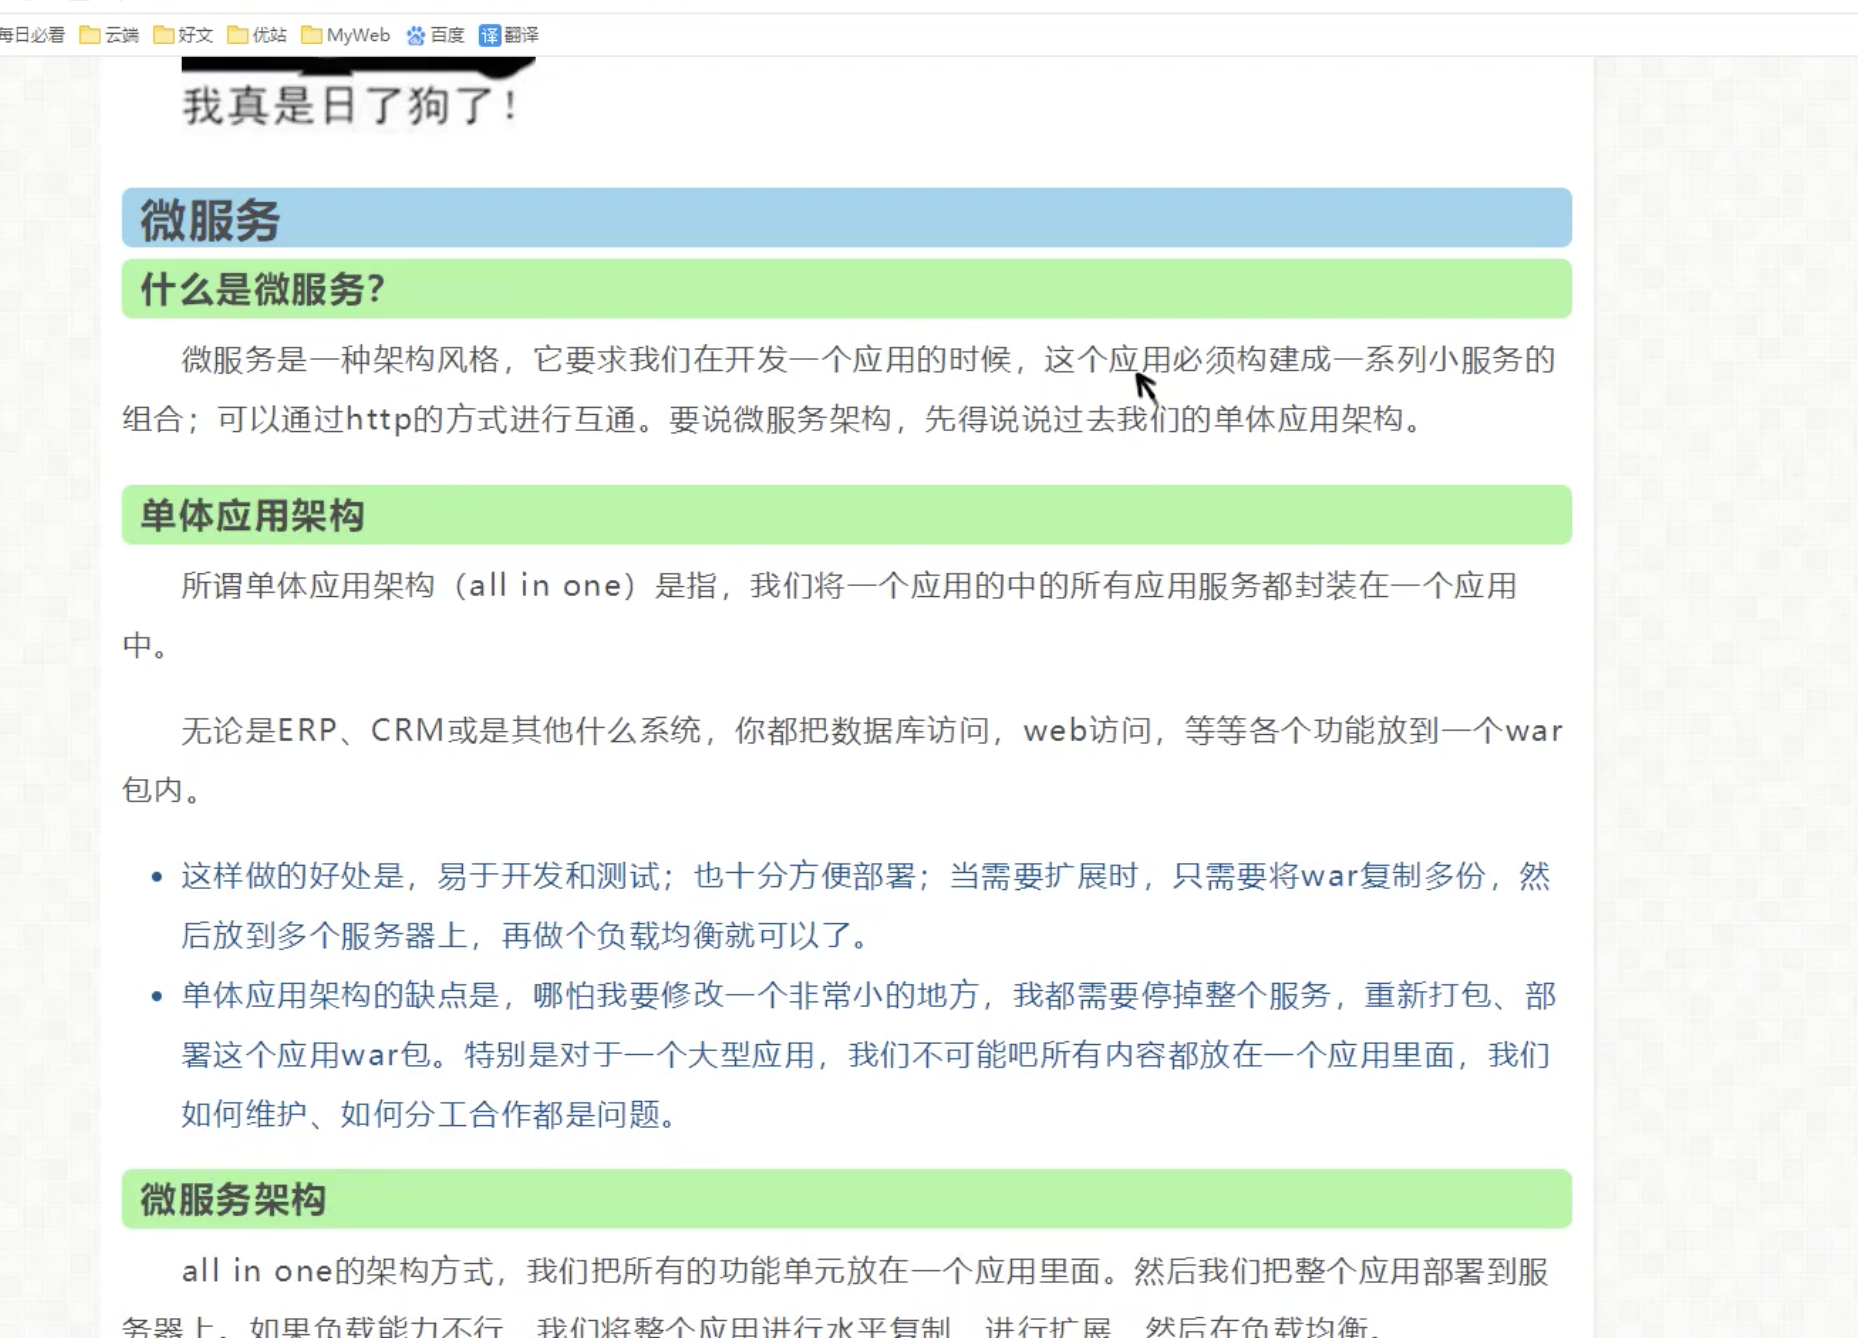 每日必看 云端 好文 优站 MyWeb 百度 译 翻译
我真是日了狗了！
微服务
什么是微服务？
微服务是一种架构风格，它要求我们在开发一个应用的时候，这个应用必须构建成一系列小服务的
组合；可以通过http的方式进行互通。要说微服务架构，先得说说过去我们的单体应用架构。
单体应用架构
所谓单体应用架构（all in one）是指，我们将一个应用的中的所有应用服务都封装在一个应用
中。
无论是ERP、CRM或是其他什么系统，你都把数据库访问，web访问，等等各个功能放到一个war
包内。
这样做的好处是，易于开发和测试；也十分方便部署；当需要扩展时，只需要将war复制多份，然
后放到多个服务器上，再做个负载均衡就可以了。
单体应用架构的缺点是，哪怕我要修改一个非常小的地方，我都需要停掉整个服务，重新打包、部
署这个应用war包。特别是对于一个大型应用，我们不可能吧所有内容都放在一个应用里面，我们
如何维护、如何分工合作都是问题。
微服务架构
all in one的架构方式，我们把所有的功能单元放在一个应用里面。然后我们把整个应用部署到服
务器上。如果负载能力不行，我们将整个应用进行水平复制，进行扩展，然后在负载均衡。